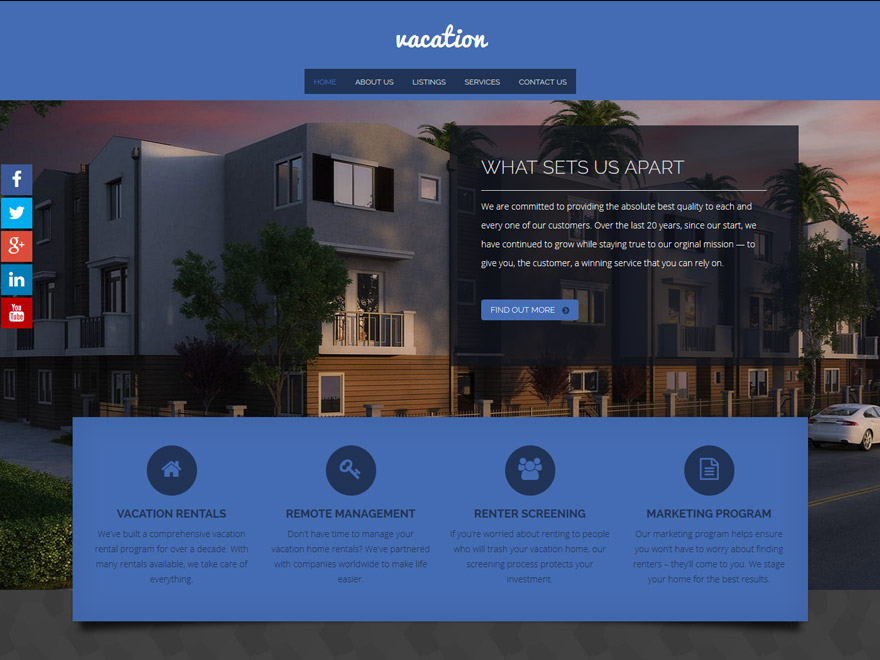 vacation
HOME ABOUT US LISTINGS SERVICES CONTACT US
WHAT SETS US APART
We are committed to providing the absolute best quality to each and
every one of our customers. Over the last 20 years, since our start, we
have continued to grow while staying true to our orginal mission — to
give you, the customer, a winning service that you can rely on.
FIND OUT MORE
f
g+
in
You
Tube
VACATION RENTALS
We've built a comprehensive vacation
rental program for over a decade. With
many rentals available, we take care of
everything.
REMOTE MANAGEMENT
Don't have time to manage your
vacation home rentals? We've partnered
with companies worldwide to make life
easier.
RENTER SCREENING
If you're worried about renting to people
who will trash your vacation home, our
screening process protects your
investment.
MARKETING PROGRAM
Our marketing program helps ensure
you won't have to worry about finding
renters – they'll come to you. We stage
your home for the best results.